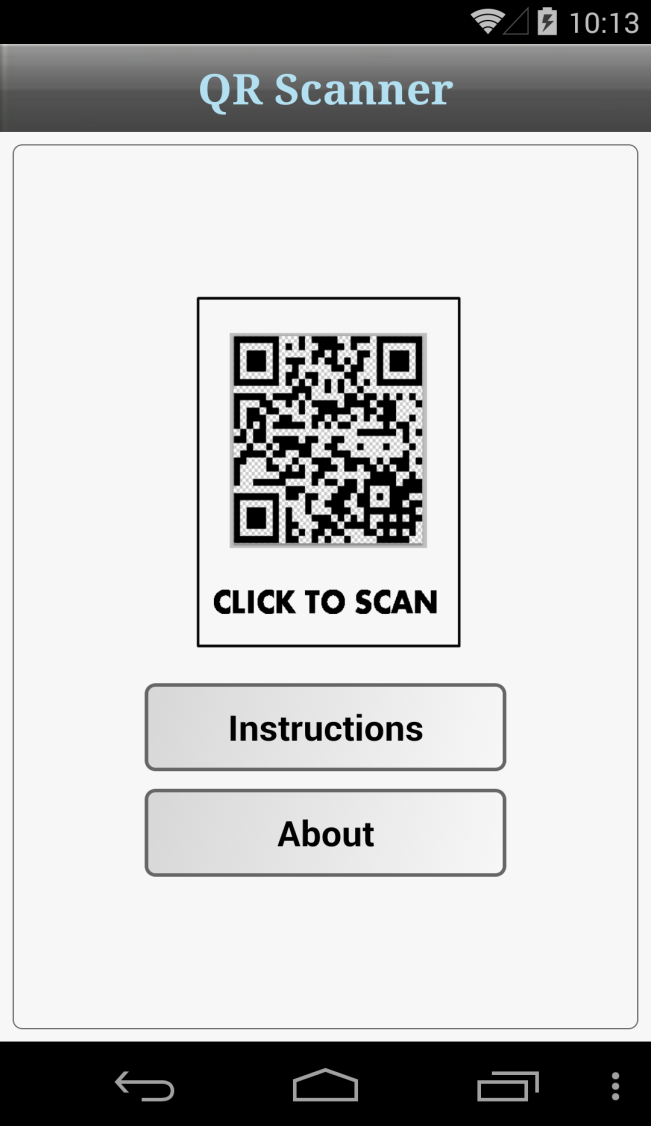 10:13
QR Scanner
CLICK TO SCAN
Instructions
About